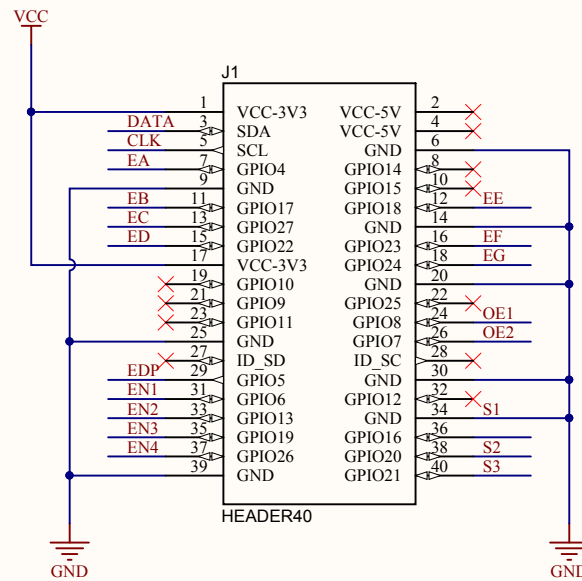 VCC
J1
1 VCC-3V3 VCC-5V 2
DATA 3 SDA VCC-5V 4
CLK 5 SCL GND 6
EA 7 GPIO4 GPIO14 8
9 GND GPIO15 10
EB 11 GPIO17 GPIO18 12 EE
EC 13 GPIO27 GND 14
ED 15 GPIO22 GPIO23 16 EF
17 VCC-3V3 GPIO24 18 EG
19 GPIO10 GND 20
21 GPIO9 GPIO25 22
23 GPIO11 GPIO8 24 OE1
25 GND GPIO7 26 OE2
27 ID_SD ID_SC 28
EDP 29 GPIO5 GND 30
EN1 31 GPIO6 GPIO12 32
EN2 33 GPIO13 GND 34 S1
EN3 35 GPIO19 GPIO16 36
EN4 37 GPIO26 GPIO20 38 S2
39 GND GPIO21 40 S3
HEADER40
GND GND